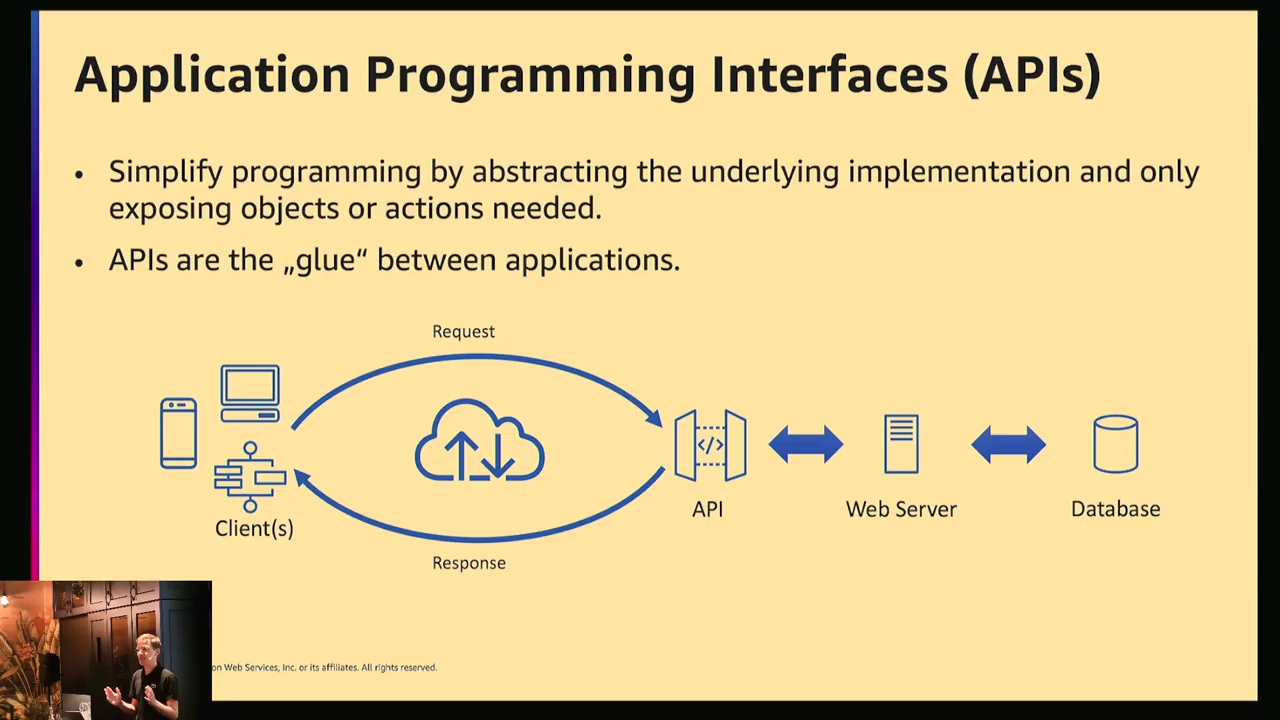 Application Programming Interfaces (APIs)
• Simplify programming by abstracting the underlying implementation and only
exposing objects or actions needed.
• APIs are the „glue“ between applications.
Request
</>
API
Web Server
Database
Client(s)
Response
Web Services, Inc. or its affiliates. All rights reserved.